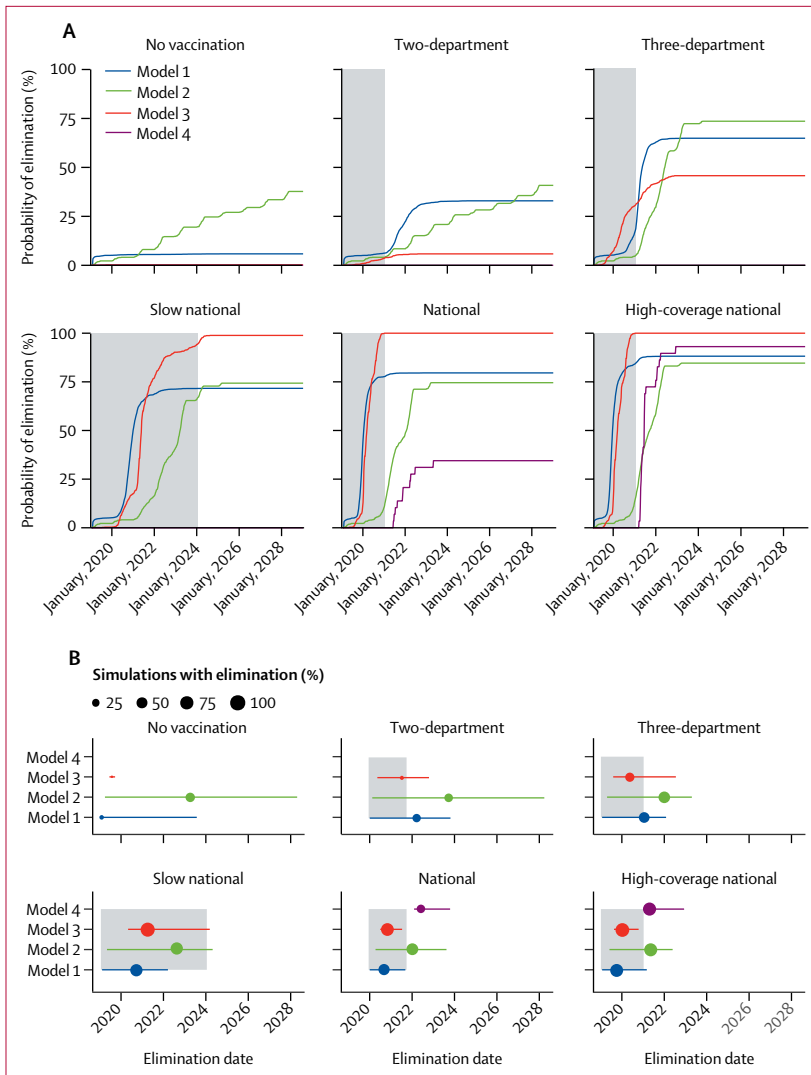 A
No vaccination
Two-department
Three-department
Probability of elimination (%)
100
75
50
25
0
Model 1
Model 2
Model 3
Model 4
Slow national
National
High-coverage national
Probability of elimination (%)
100
75
50
25
0
January, 2020
January, 2022
January, 2024
January, 2026
January, 2028
January, 2020
January, 2022
January, 2024
January, 2026
January, 2028
January, 2020
January, 2022
January, 2024
January, 2026
January, 2028
B
Simulations with elimination (%)
25 50 75 100
No vaccination
Two-department
Three-department
Model 4
Model 3
Model 2
Model 1
Slow national
National
High-coverage national
Model 4
Model 3
Model 2
Model 1
2020 2022 2024 2026 2028
2020 2022 2024 2026 2028
2020 2022 2024 2026 2028
Elimination date
Elimination date
Elimination date